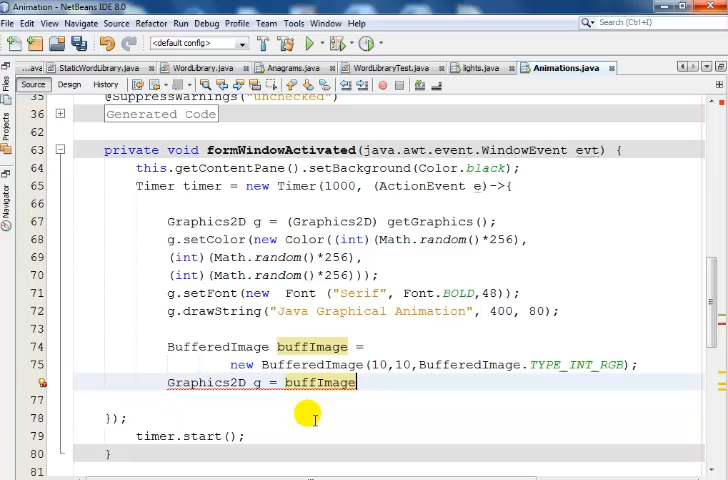 Animation - NetBeans IDE 8.0
File Edit View Navigate Source Refactor Run Debug Profile Team Tools Window Help
Search (Ctrl+I)
<default config>
...ava StaticWordLibrary.java WordLibrary.java Anagrams.java WordLibraryTest.java lights.java Animations.java
Source Design History
Files
Projects
Navigator
35 @SuppressWarnings("unchecked")
36 Generated Code
62
63 private void formWindowActivated(java.awt.event.WindowEvent evt) {
64 this.getContentPane().setBackground(Color.black);
65 Timer timer = new Timer(1000, (ActionEvent e)->{
66
67 Graphics2D g = (Graphics2D) getGraphics();
68 g.setColor(new Color((int)(Math.random()*256),
69 (int)(Math.random()*256),
70 (int)(Math.random()*256)));
71 g.setFont(new Font ("Serif", Font.BOLD,48));
72 g.drawString("Java Graphical Animation", 400, 80);
73
74 BufferedImage buffImage =
75 new BufferedImage(10,10,BufferedImage.TYPE_INT_RGB);
Graphics2D g = buffImage
77
78 });
79 timer.start();
80 }
81